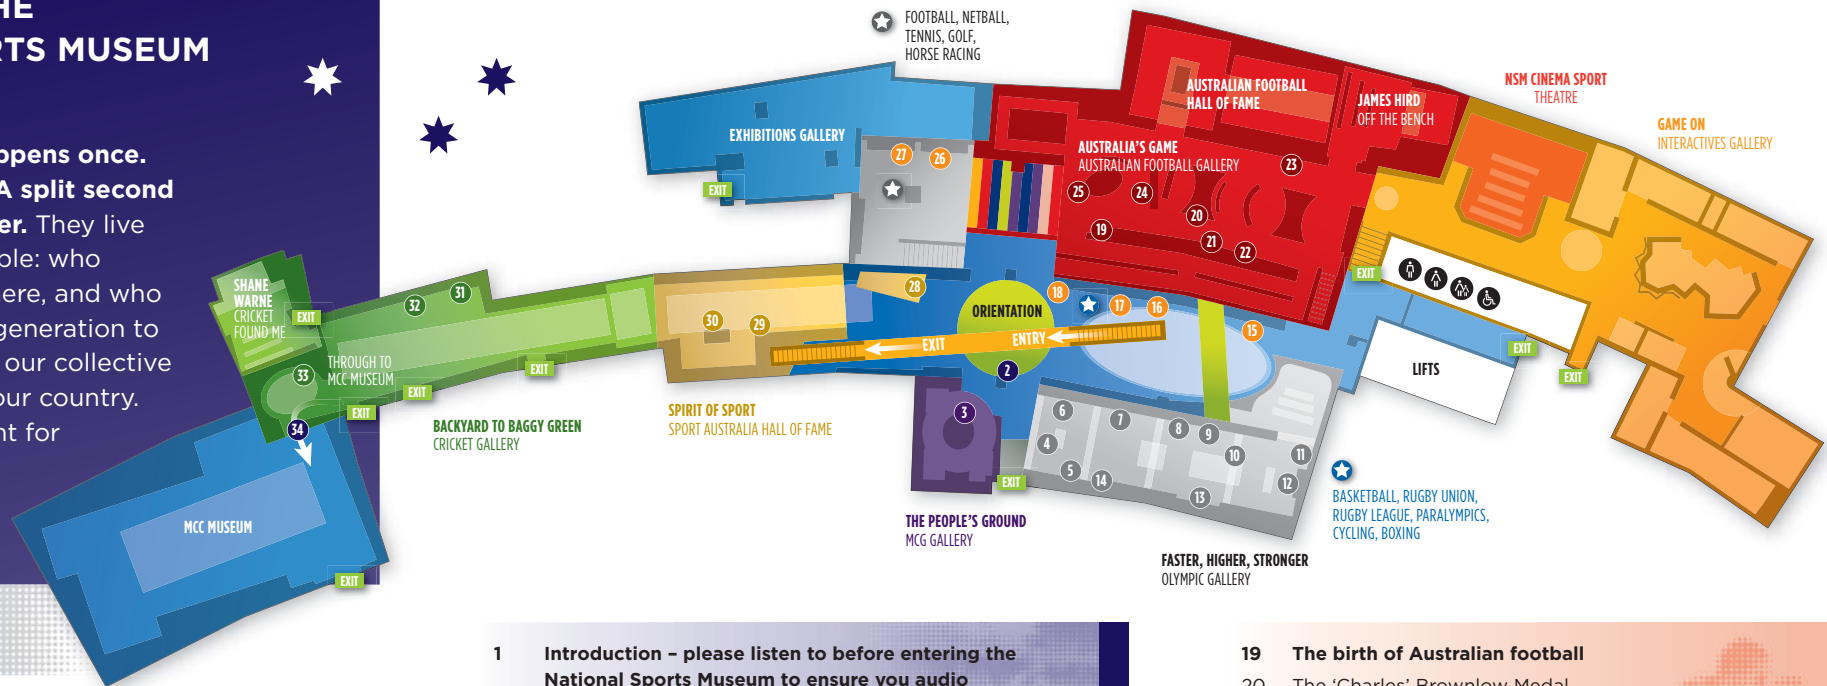 HE
RTS MUSEUM
ppens once.
A split second
er. They live
ple: who
here, and who
generation to
our collective
our country.
nt for
FOOTBALL, NETBALL,
TENNIS, GOLF,
HORSE RACING
EXHIBITIONS GALLERY
EXIT
27
26
AUSTRALIAN FOOTBALL
HALL OF FAME
JAMES HIRD
OFF THE BENCH
NSM CINEMA SPORT
THEATRE
GAME ON
INTERACTIVES GALLERY
AUSTRALIA'S GAME
AUSTRALIAN FOOTBALL GALLERY
23
25
24
20
19
21
22
EXIT
SHANE
WARNE
CRICKET
FOUND ME
EXIT
32
31
33
THROUGH TO
MCC MUSEUM
EXIT
EXIT
EXIT
34
MCC MUSEUM
EXIT
BACKYARD TO BAGGY GREEN
CRICKET GALLERY
30
29
28
SPIRIT OF SPORT
SPORT AUSTRALIA HALL OF FAME
ORIENTATION
EXIT
ENTRY
18
17
16
15
2
3
EXIT
THE PEOPLE'S GROUND
MCG GALLERY
6
7
8
9
4
10
11
5
14
12
13
FASTER, HIGHER, STRONGER
OLYMPIC GALLERY
BASKETBALL, RUGBY UNION,
RUGBY LEAGUE, PARALYMPICS,
CYCLING, BOXING
LIFTS
EXIT
EXIT
1 Introduction – please listen to before entering the
National Sports Museum to ensure you audio
19 The birth of Australian football
20 The 'Charles' Brownlow Medal